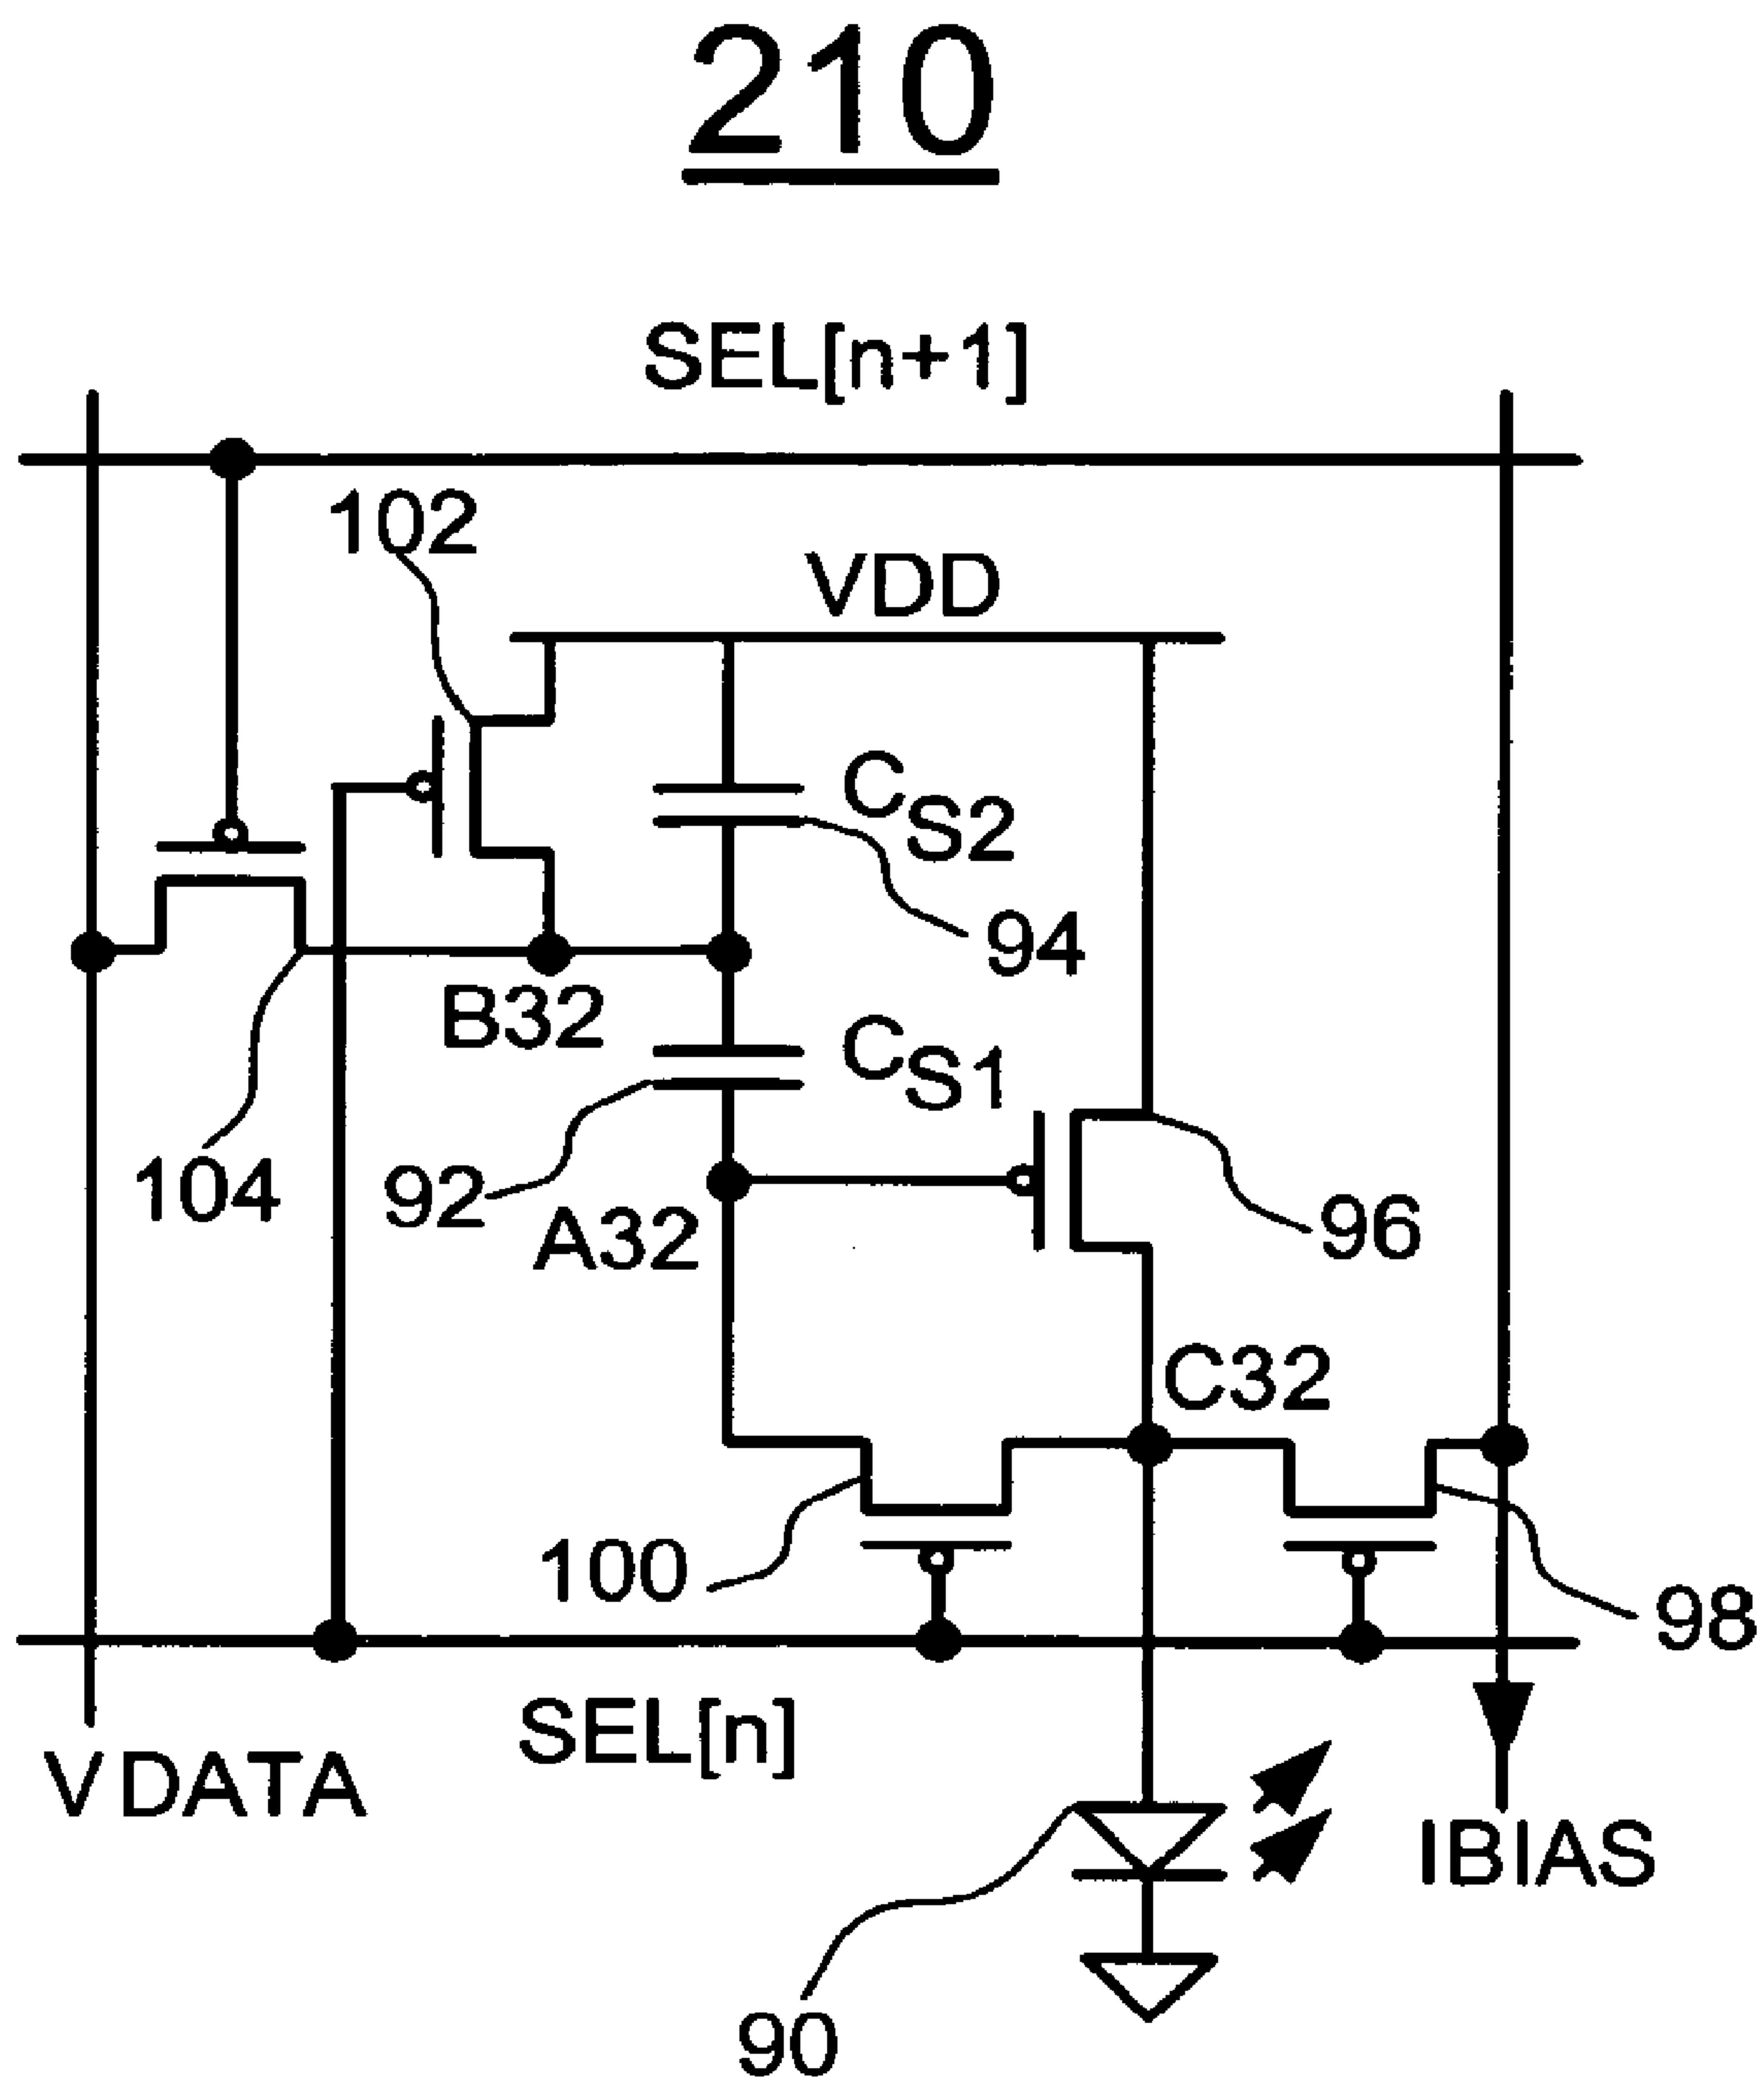 210
SEL[n+1]
102
VDD
CS2
94
B32
CS1
104
92
A32
96
C32
100
98
SEL[n]
VDATA
IBIAS
90